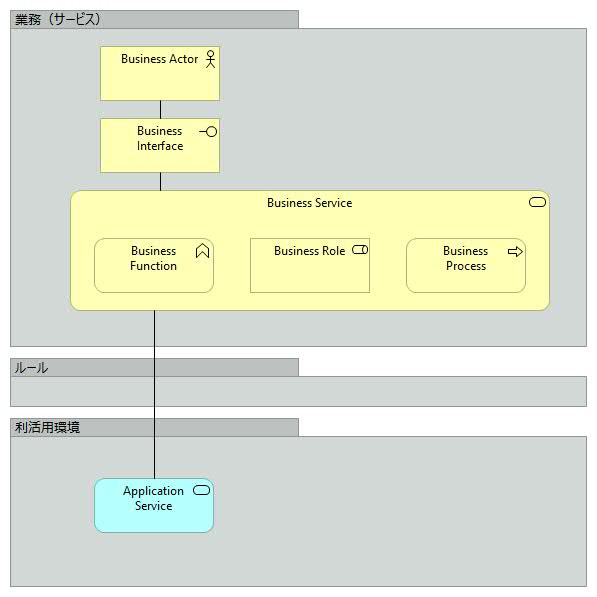 業務（サービス）
Business Actor
Business
Interface
Business Service
Business
Function
Business Role
Business
Process
ルール
利活用環境
Application
Service